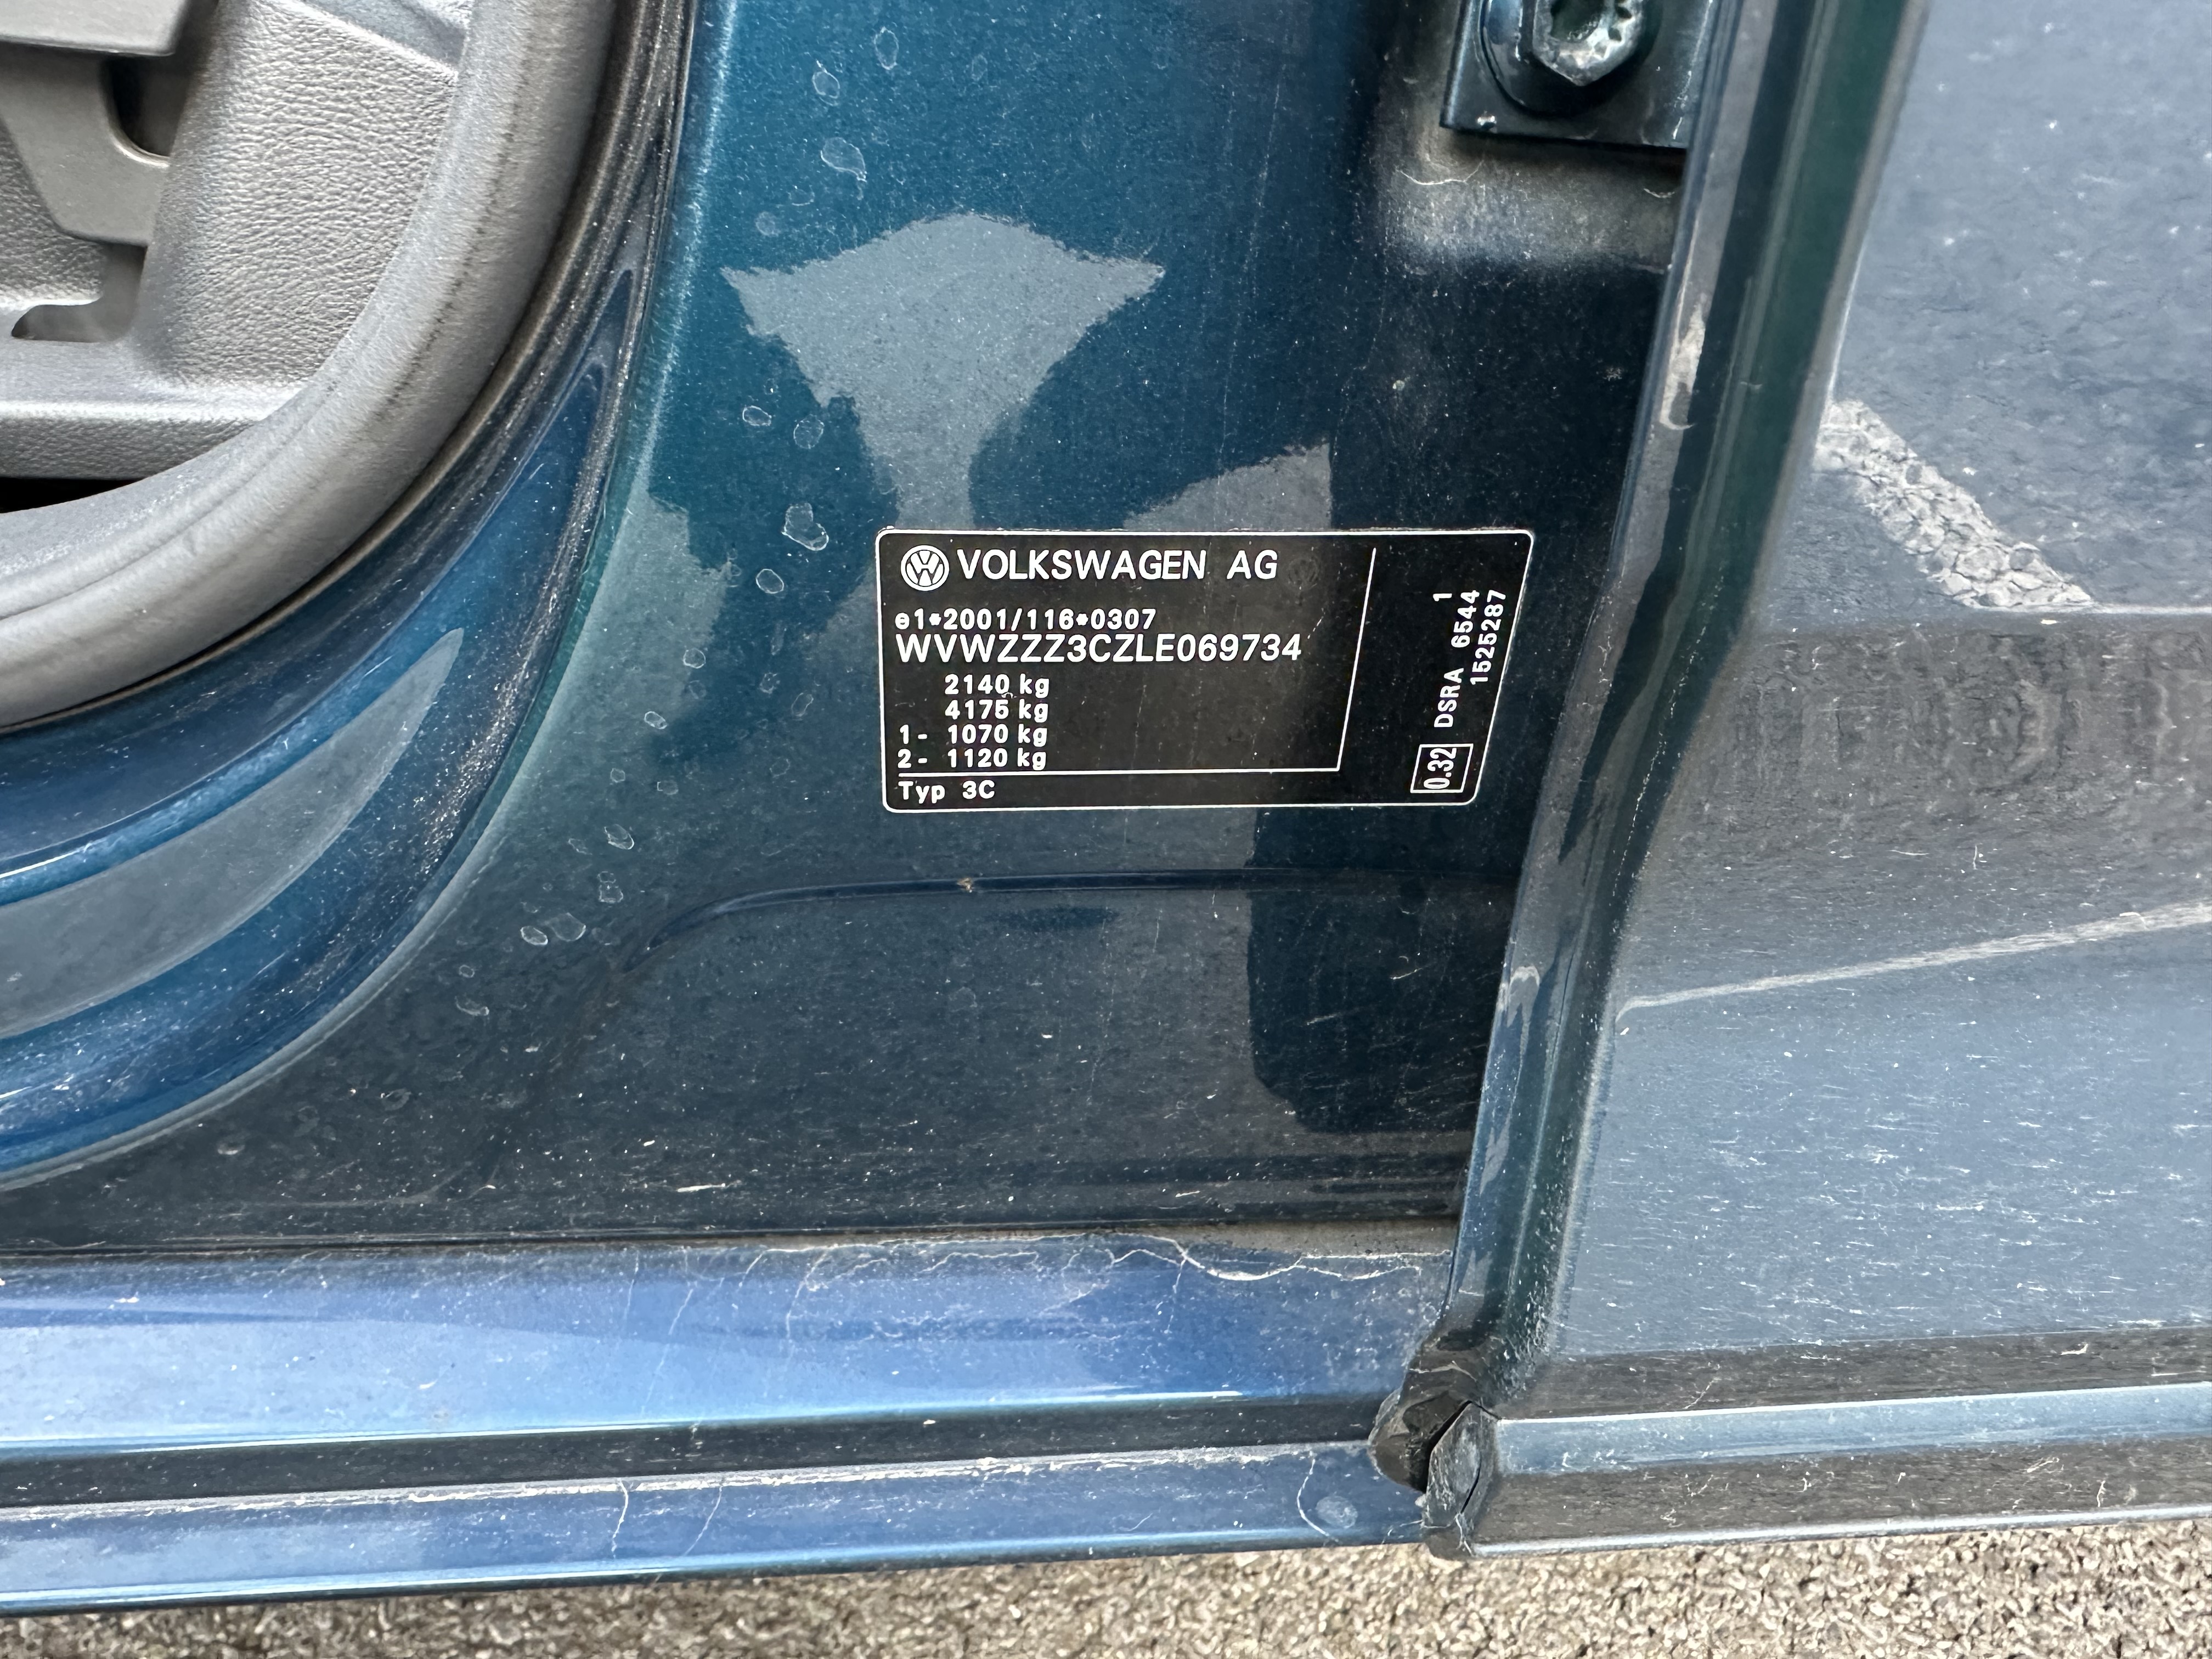 VOLKSWAGEN AG
e1*2001/116*0307
WVWZZZ3CZLE069734
2140 kg
4175 kg
1- 1070 kg
2- 1120 kg
Typ 3C
1
0.32 DSRA 6544
1525287